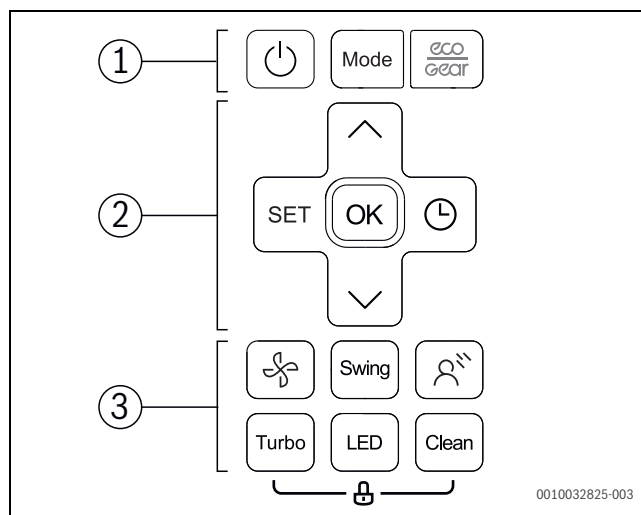 1
Mode
eco
Gear
2
SET
OK
3
Swing
Turbo
LED
Clean
0010032825-003